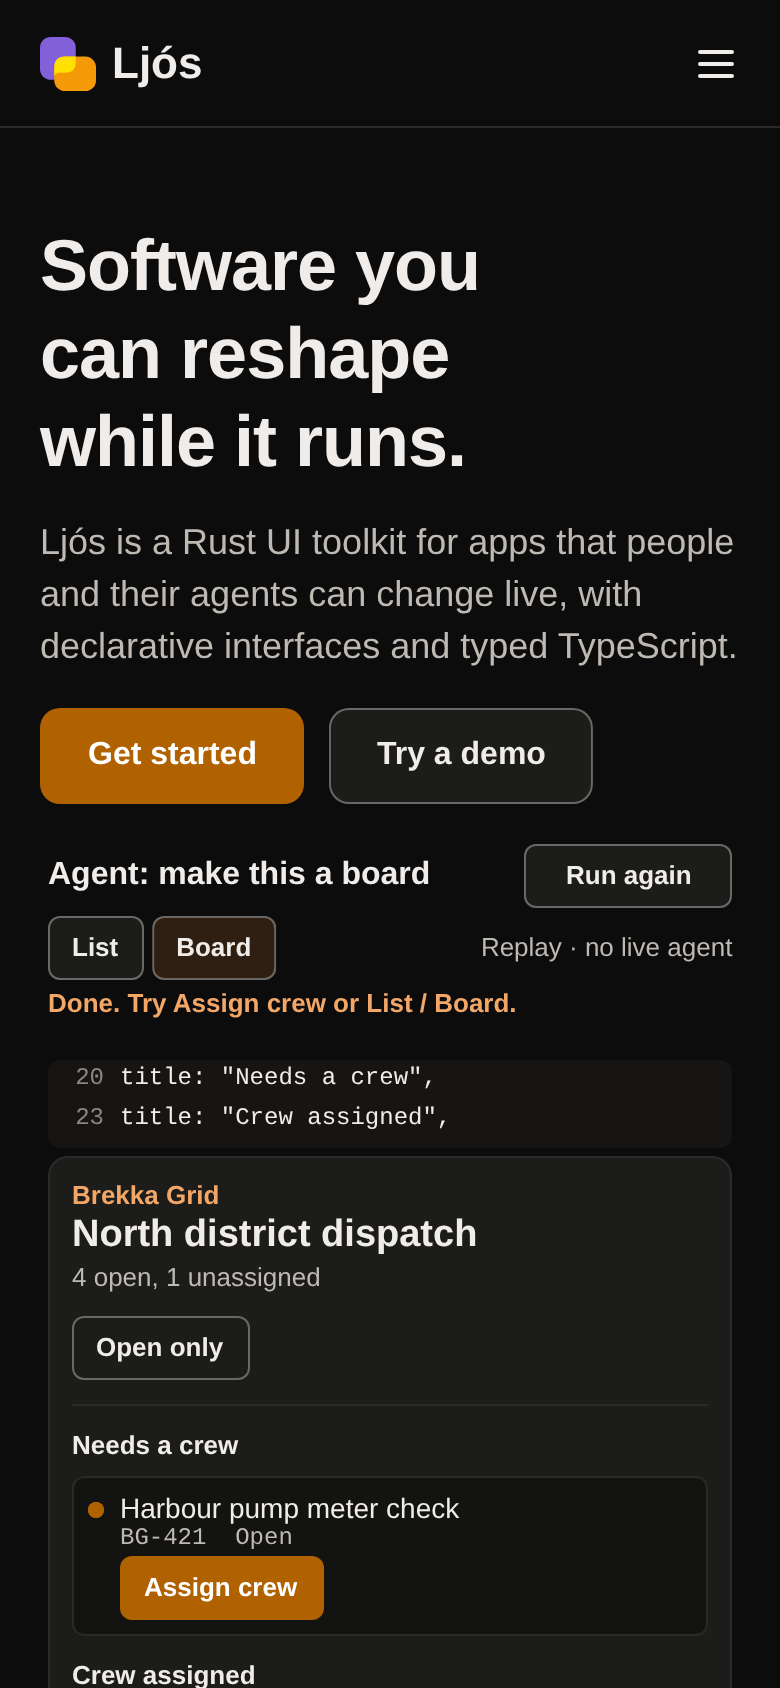 Ljós
Software you
can reshape
while it runs.
Ljós is a Rust UI toolkit for apps that people
and their agents can change live, with
declarative interfaces and typed TypeScript.
Get started
Try a demo
Agent: make this a board
Run again
List
Board
Replay · no live agent
Done. Try Assign crew or List / Board.
20 title: "Needs a crew",
23 title: "Crew assigned",
Brekka Grid
North district dispatch
4 open, 1 unassigned
Open only
Needs a crew
Harbour pump meter check
BG-421 Open
Assign crew
Crew assigned